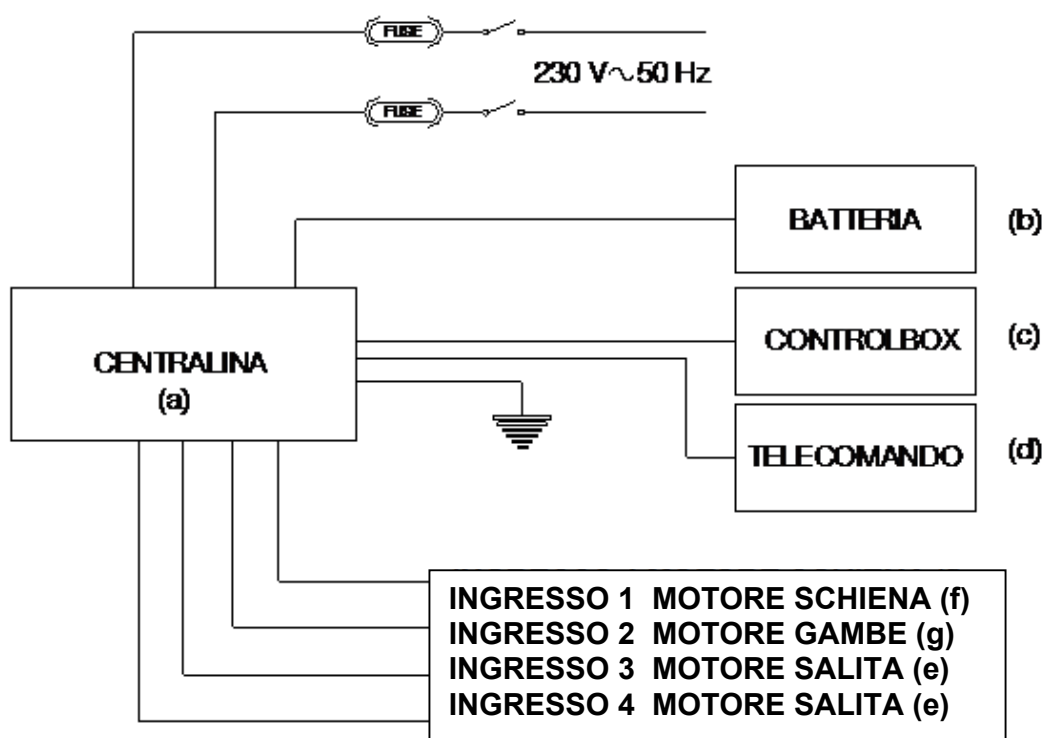 FUSE
230 V~50 Hz
FUSE
BATTERIA (b)
CENTRALINA
(a)
CONTROLBOX (c)
TELECOMANDO (d)
INGRESSO 1 MOTORE SCHIENA (f)
INGRESSO 2 MOTORE GAMBE (g)
INGRESSO 3 MOTORE SALITA (e)
INGRESSO 4 MOTORE SALITA (e)